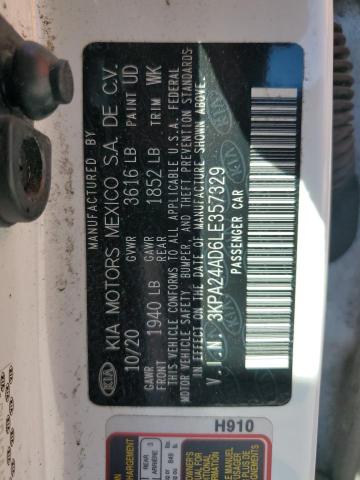 MANUFACTURED BY
KIA KIA MOTORS MEXICO S.A. DE C.V.
10/20 GVWR 3616 LB PAINT UD
GAWR FRONT 1940 LB GAWR REAR 1852 LB TRIM WK
THIS VEHICLE CONFORMS TO ALL APPLICABLE U.S.A. FEDERAL
MOTOR VEHICLE SAFETY, BUMPER, AND THEFT PREVENTION STANDARDS
IN EFFECT ON THE DATE OF MANUFACTURE SHOWN ABOVE.
V.I.N: 3KPA24AD6LE357329
PASSENGER CAR
H910
REAR